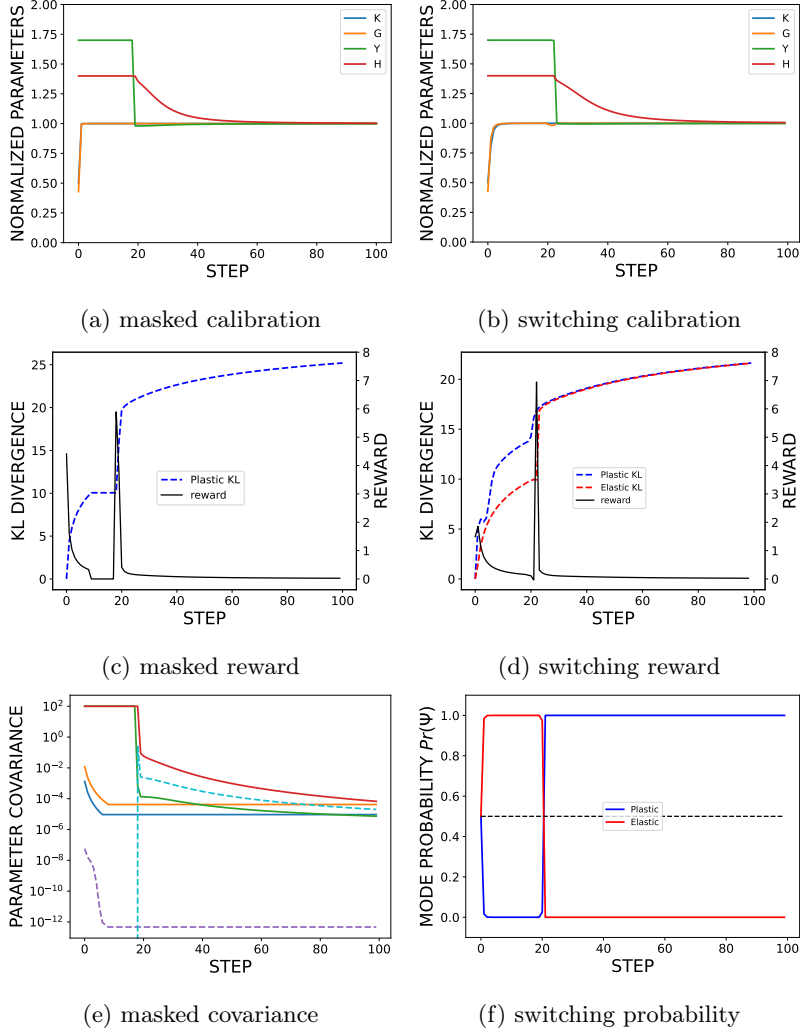 NORMALIZED PARAMETERS
2.00
1.75
1.50
1.25
1.00
0.75
0.50
0.25
0.00
K
G
Y
H
0 20 40 60 80 100
STEP
(a) masked calibration
NORMALIZED PARAMETERS
2.00
1.75
1.50
1.25
1.00
0.75
0.50
0.25
0.00
K
G
Y
H
0 20 40 60 80 100
STEP
(b) switching calibration
KL DIVERGENCE
25
20
15
10
5
0
Plastic KL
reward
8
7
6
5
4
3
2
1
0
REWARD
0 20 40 60 80 100
STEP
(c) masked reward
KL DIVERGENCE
20
15
10
5
0
Plastic KL
Elastic KL
reward
8
7
6
5
4
3
2
1
0
REWARD
0 20 40 60 80 100
STEP
(d) switching reward
PARAMETER COVARIANCE
10²
10⁰
10⁻²
10⁻⁴
10⁻⁶
10⁻⁸
10⁻¹⁰
10⁻¹²
0 20 40 60 80 100
STEP
(e) masked covariance
MODE PROBABILITY Pr(Ψ)
1.0
0.8
0.6
0.4
0.2
0.0
Plastic
Elastic
0 20 40 60 80 100
STEP
(f) switching probability